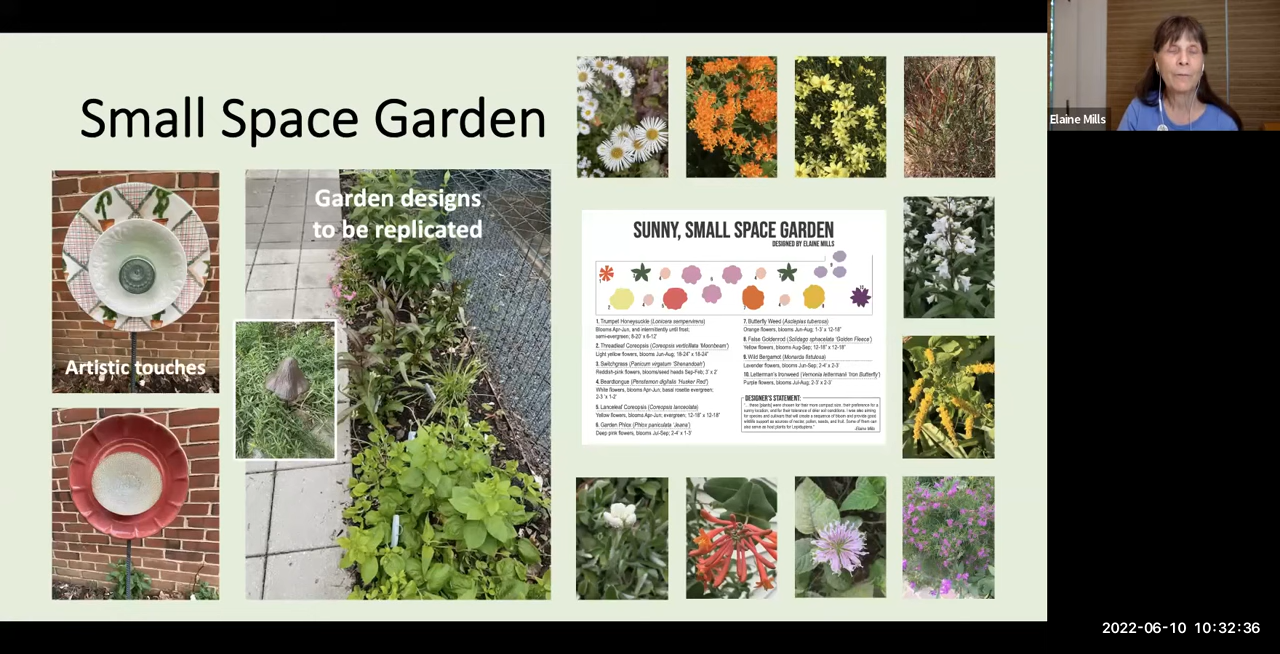 Small Space Garden
Artistic touches
Garden designs
to be replicated
SUNNY, SMALL SPACE GARDEN
DESIGNED BY ELAINE MILLS
1. Trumpet Honeysuckle (Lonicera sempervirens)
Blooms Apr-Jun, and intermittently until frost;
semi-evergreen, 8-20' x 6-12'
2. Threadleaf Coreopsis (Coreopsis verticillata 'Moonbeam')
Light yellow flowers, blooms Jun-Aug; 18-24" x 18-24"
3. Switchgrass (Panicum virgatum 'Shenandoah')
Reddish-pink flowers, blooms/seed heads Sep-Feb; 3' x 2'
4. Beardtongue (Penstemon digitalis 'Husker Red')
White flowers, blooms Apr-Jun, basal rosette evergreen;
2-3' x 1-2'
5. Lanceleaf Coreopsis (Coreopsis lanceolata)
Yellow flowers, blooms Apr-Jun; evergreen; 12-18" x 12-18"
6. Garden Phlox (Phlox paniculata 'Jeana')
Deep pink flowers, blooms Jul-Sep; 2-4' x 1-3'
7. Butterfly Weed (Asclepias tuberosa)
Orange flowers, blooms Jun-Aug; 1-3' x 12-18"
8. False Goldenrod (Solidago sphacelata 'Golden Fleece')
Yellow flowers, blooms Aug-Sep; 12-18" x 12-18"
9. Wild Bergamot (Monarda fistulosa)
Lavender flowers, blooms Jun-Sep; 2-4' x 2-3'
10. Letterman's Ironweed (Vernonia lettermannii 'Iron Butterfly')
Purple flowers, blooms Jul-Aug; 2-3' x 2-3'
DESIGNER'S STATEMENT:
-Elaine Mills
Elaine Mills
2022-06-10 10:32:36